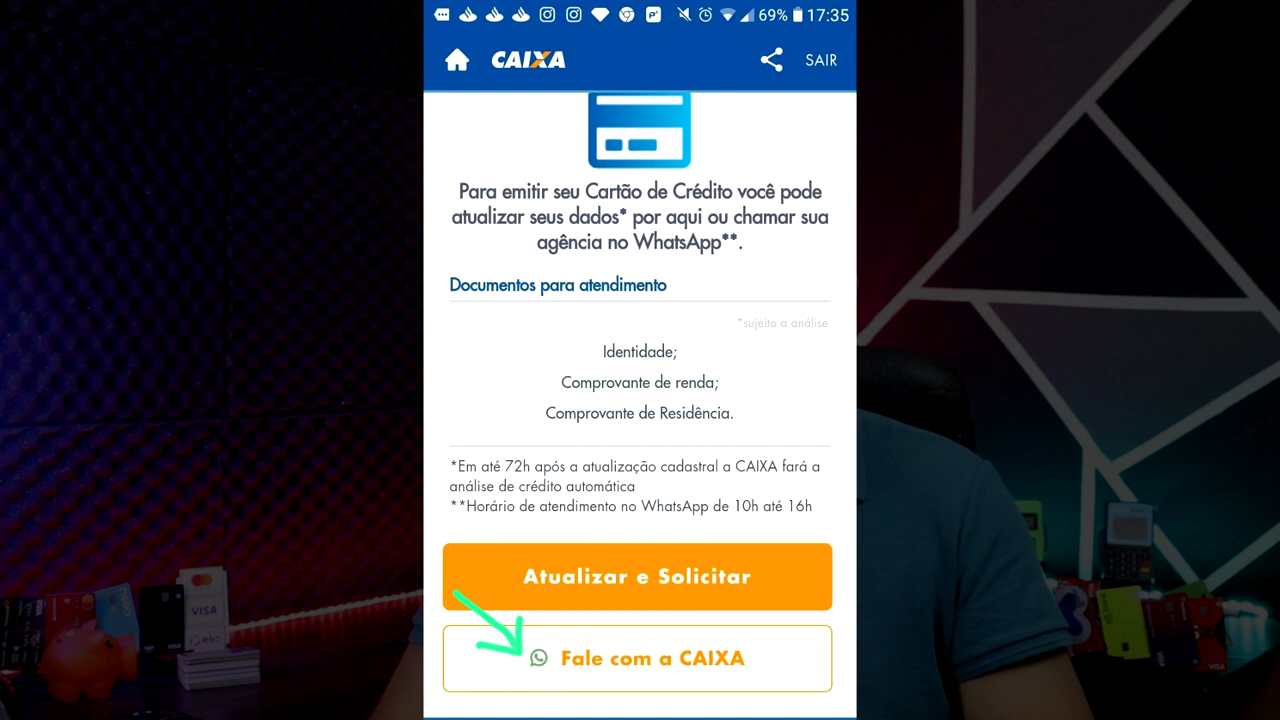 69% 17:35
CAIXA SAIR
Para emitir seu Cartão de Crédito você pode
atualizar seus dados* por aqui ou chamar sua
agência no WhatsApp**.
Documentos para atendimento
*sujeito a análise
Identidade;
Comprovante de renda;
Comprovante de Residência.
*Em até 72h após a atualização cadastral a CAIXA fará a
análise de crédito automática
**Horário de atendimento no WhatsApp de 10h até 16h
Atualizar e Solicitar
Fale com a CAIXA
VISA
elo